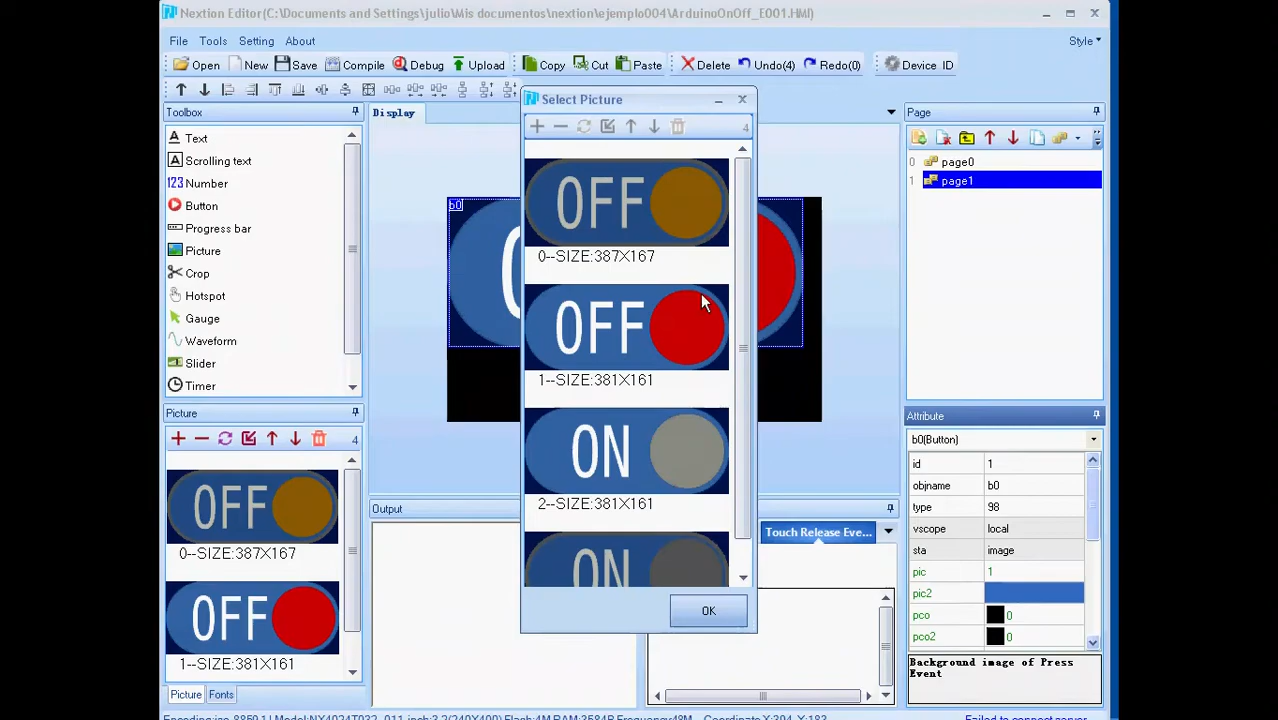 Nextion Editor(C:\Documents and Settings\julio\Mis documentos\nextion\ejemplo004\ArduinoOnOff_E001.HMI)
File Tools Setting About Style
Open New Save Compile Debug Upload Copy Cut Paste Delete Undo(4) Redo(0) Device ID
Toolbox
Text
Scrolling text
123 Number
Button
Progress bar
Picture
Crop
Hotspot
Gauge
Waveform
Slider
Timer
Picture
4
OFF
0--SIZE:387X167
OFF
1--SIZE:381X161
Picture Fonts
Display
b0
Select Picture
4
OFF
0--SIZE:387X167
OFF
1--SIZE:381X161
ON
2--SIZE:381X161
ON
OK
Output
Touch Release Eve...
Page
0 page0
1 page1
Attribute
b0(Button)
id 1
objname b0
type 98
vscope local
sta image
pic 1
pic2
pco 0
pco2 0
Background image of Press
Event
Failed to connect server